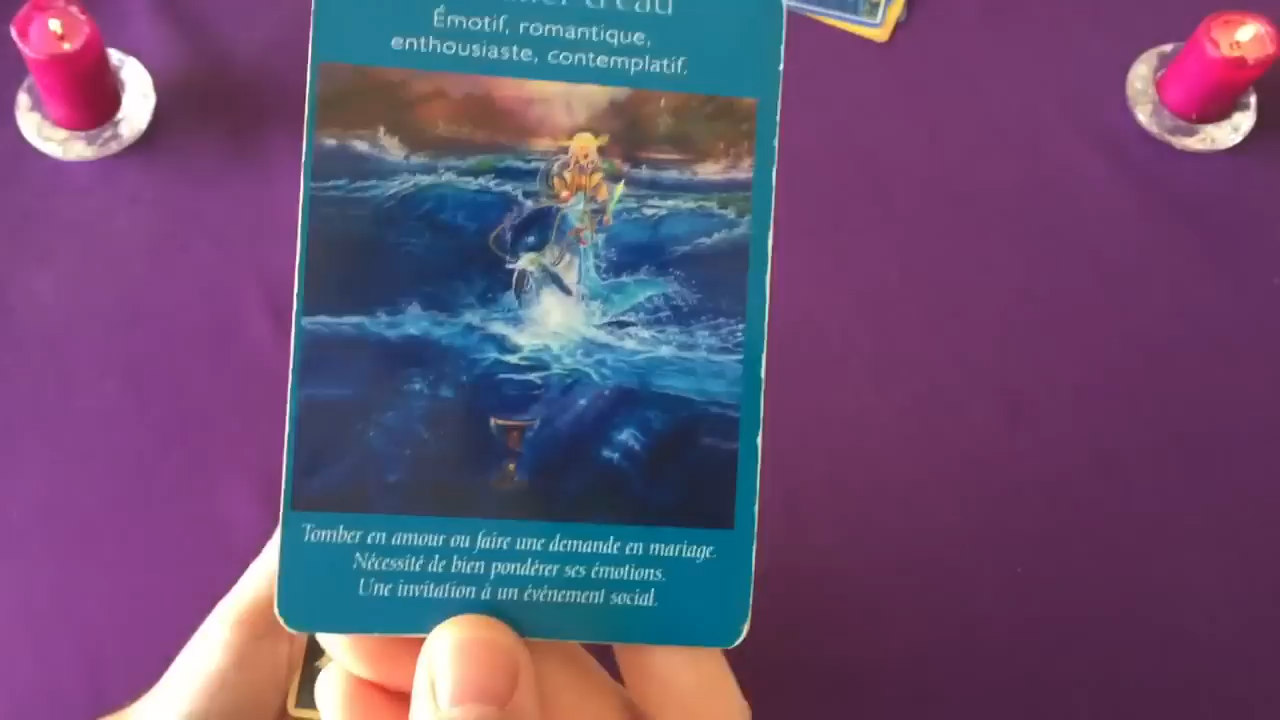 d'eau
Émotif, romantique,
enthousiaste, contemplatif.
Tomber en amour ou faire une demande en mariage.
Nécessité de bien pondérer ses émotions.
Une invitation à un événement social.